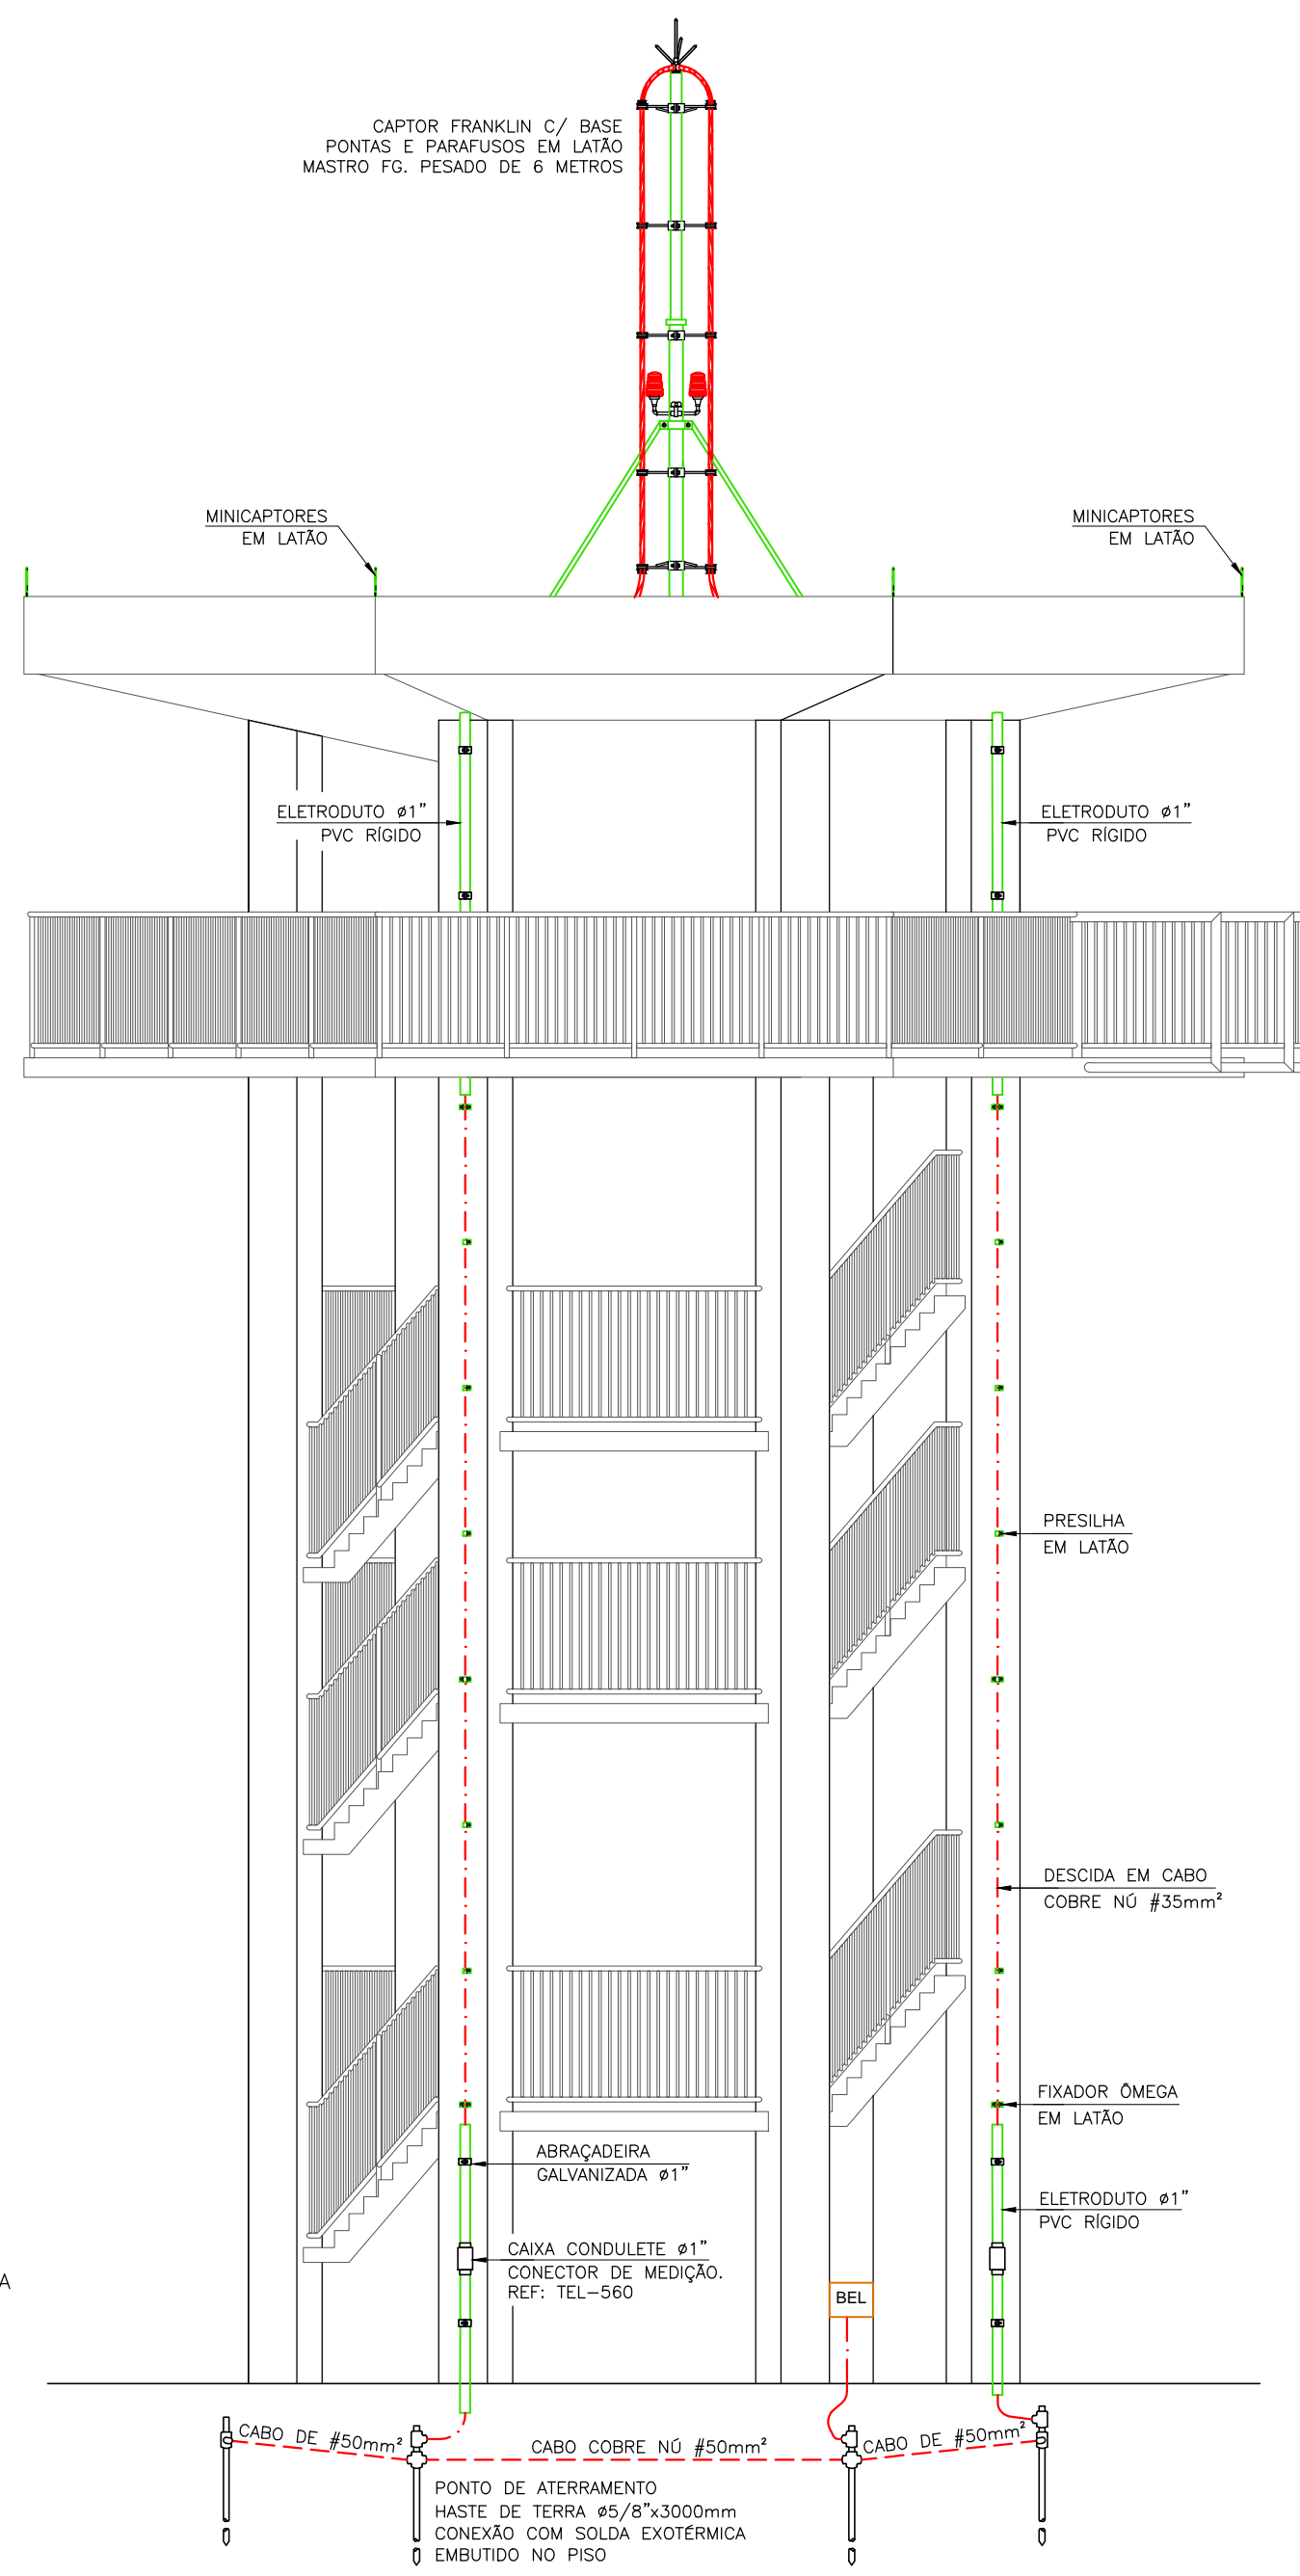 CAPTOR FRANKLIN C/ BASE
PONTAS E PARAFUSOS EM LATÃO
MASTRO FG. PESADO DE 6 METROS
MINICAPTORES
EM LATÃO
MINICAPTORES
EM LATÃO
ELETRODUTO ø1"
PVC RÍGIDO
ELETRODUTO ø1"
PVC RÍGIDO
PRESILHA
EM LATÃO
DESCIDA EM CABO
COBRE NÚ #35mm²
FIXADOR ÔMEGA
EM LATÃO
ABRAÇADEIRA
GALVANIZADA ø1"
ELETRODUTO ø1"
PVC RÍGIDO
CAIXA CONDULETE ø1"
CONECTOR DE MEDIÇÃO.
REF: TEL-560
A
BEL
CABO DE #50mm²
CABO COBRE NÚ #50mm²
CABO DE #50mm²
PONTO DE ATERRAMENTO
HASTE DE TERRA ø5/8"x3000mm
CONEXÃO COM SOLDA EXOTÉRMICA
EMBUTIDO NO PISO